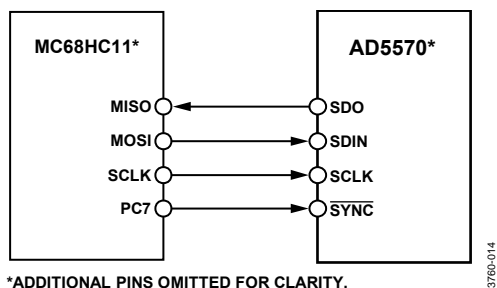 MC68HC11*
AD5570*
MISO
SDO
MOSI
SDIN
SCLK
SCLK
PC7
SYNC
*ADDITIONAL PINS OMITTED FOR CLARITY.
3760-014